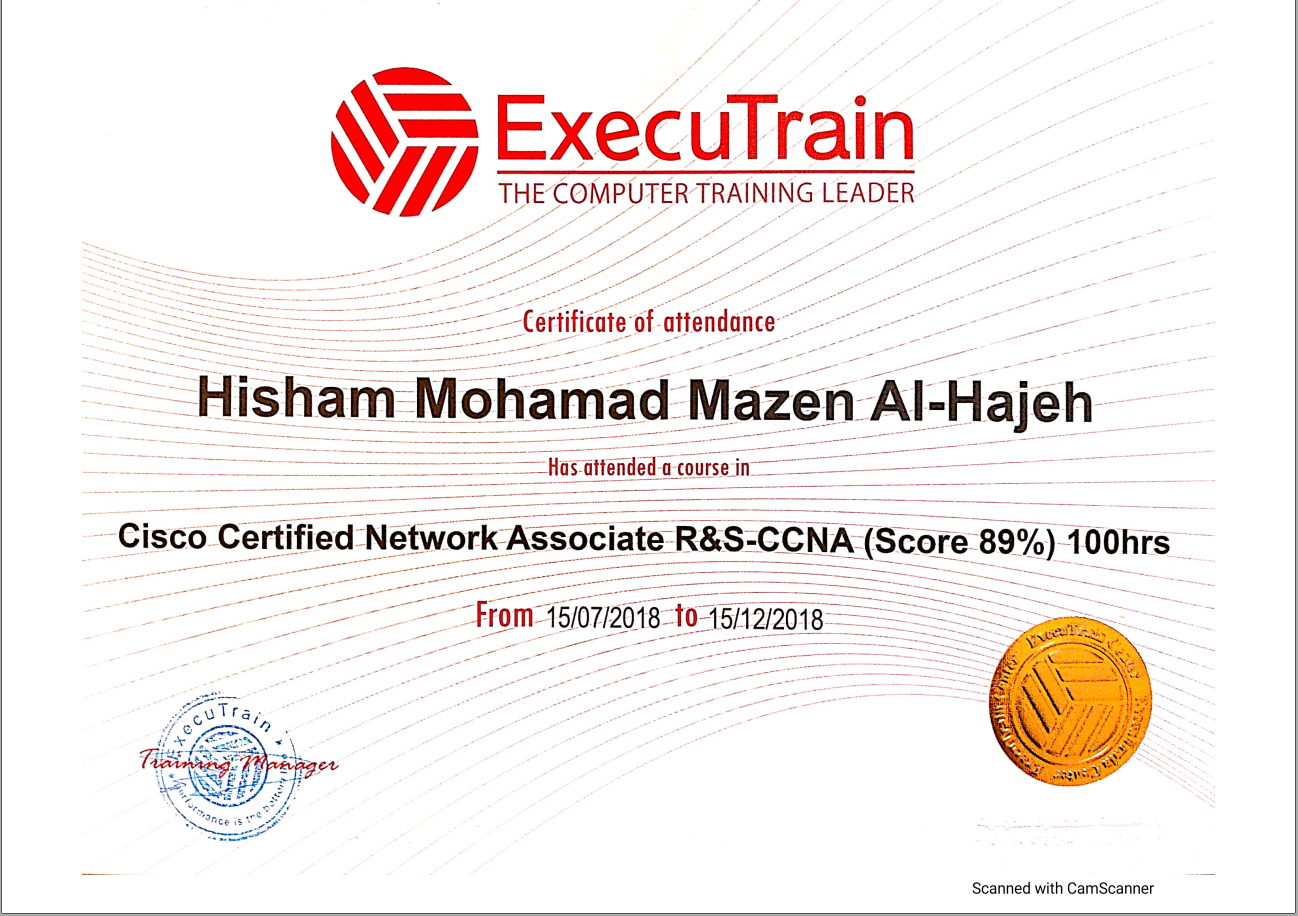 ExecuTrain
THE COMPUTER TRAINING LEADER
Certificate of attendance
Hisham Mohamad Mazen Al-Hajeh
Has attended a course in
Cisco Certified Network Associate R&S-CCNA (Score 89%) 100hrs
From 15/07/2018 to 15/12/2018
ExecuTrain
Training Manager
performance is the bottom
ExecuTrain Center
Scanned with CamScanner